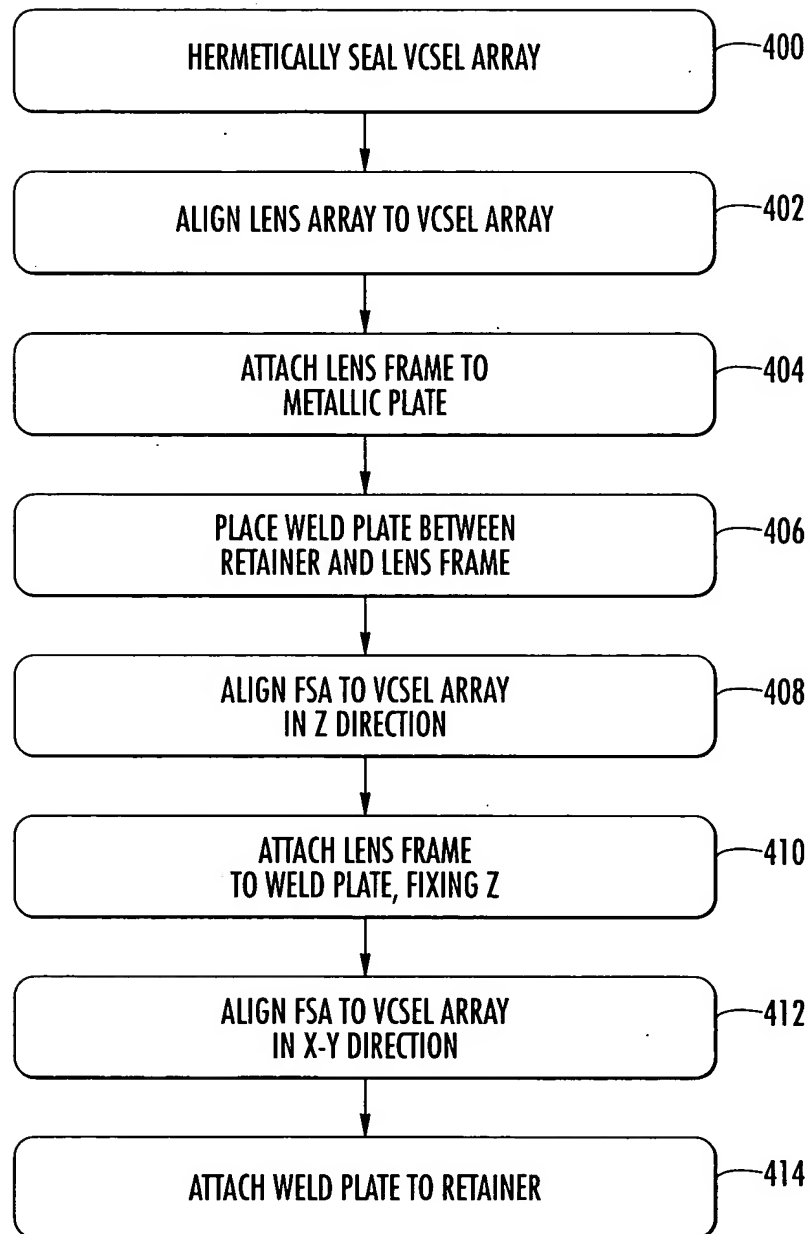 HERMETICALLY SEAL VCSEL ARRAY
400
ALIGN LENS ARRAY TO VCSEL ARRAY
402
ATTACH LENS FRAME TO
METALLIC PLATE
404
PLACE WELD PLATE BETWEEN
RETAINER AND LENS FRAME
406
ALIGN FSA TO VCSEL ARRAY
IN Z DIRECTION
408
ATTACH LENS FRAME
TO WELD PLATE, FIXING Z
410
ALIGN FSA TO VCSEL ARRAY
IN X-Y DIRECTION
412
ATTACH WELD PLATE TO RETAINER
414